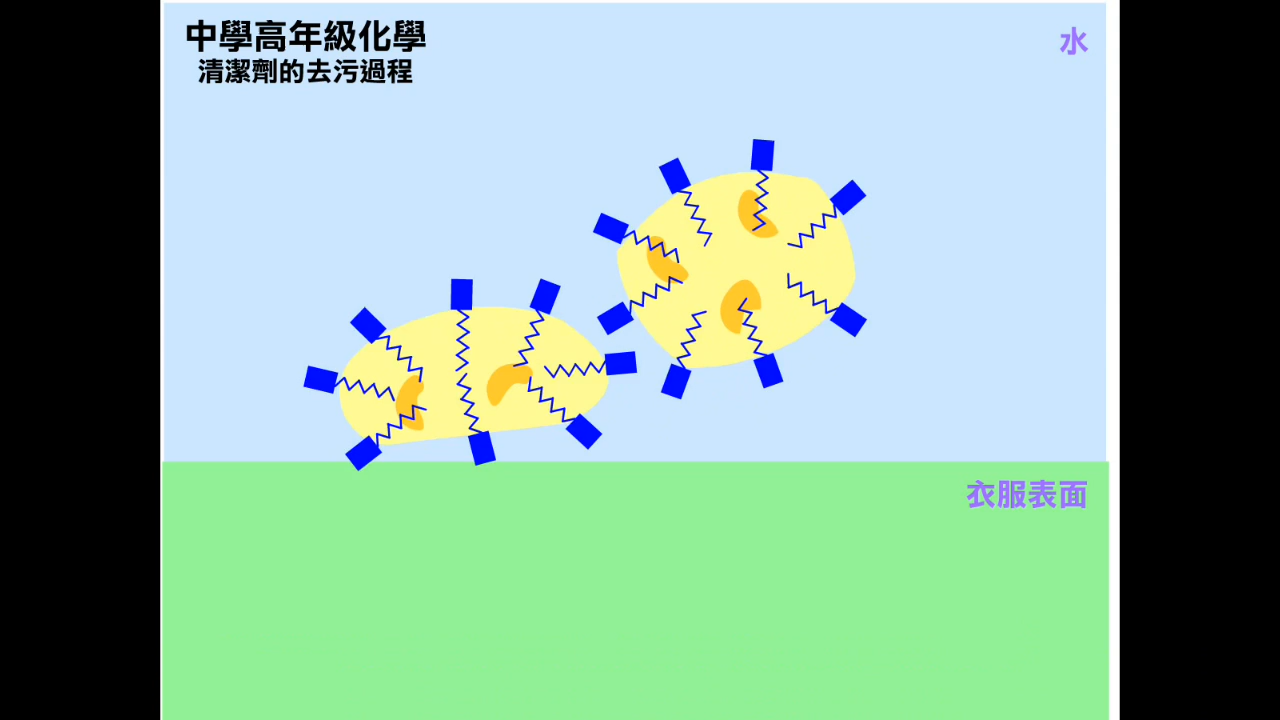 中學高年級化學
清潔劑的去污過程
水
衣服表面